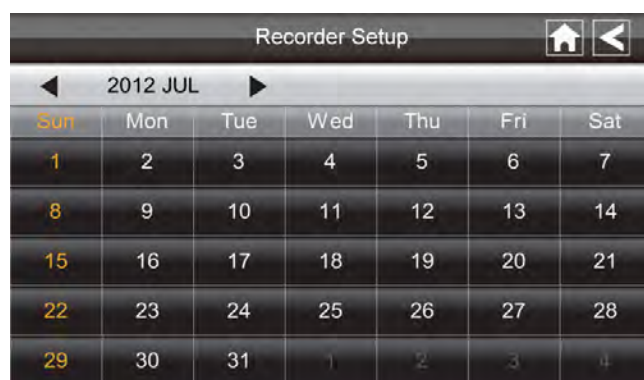 Recorder Setup
2012 JUL
Sun Mon Tue Wed Thu Fri Sat
1 2 3 4 5 6 7
8 9 10 11 12 13 14
15 16 17 18 19 20 21
22 23 24 25 26 27 28
29 30 31 1 2 3 4